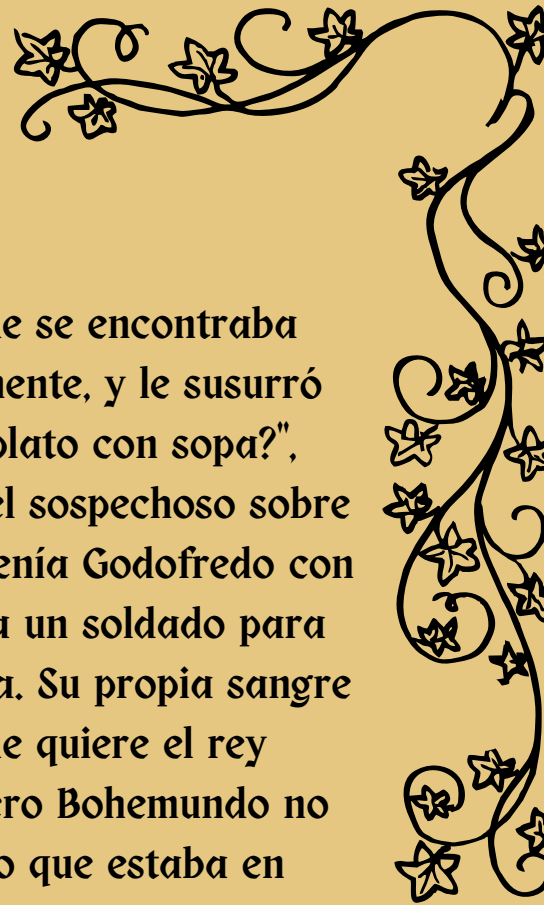 e se encontraba
nente, y le susurró
plato con sopa?",
el sospechoso sobre
enía Godofredo con
a un soldado para
a. Su propia sangre
e quiere el rey
ero Bohemundo no
o que estaba en